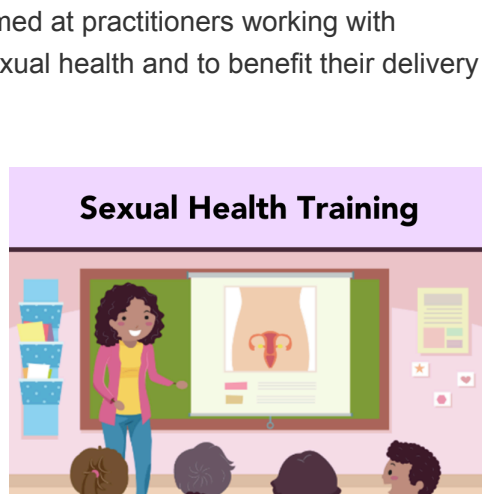 med at practitioners working with
xual health and to benefit their delivery
Sexual Health Training